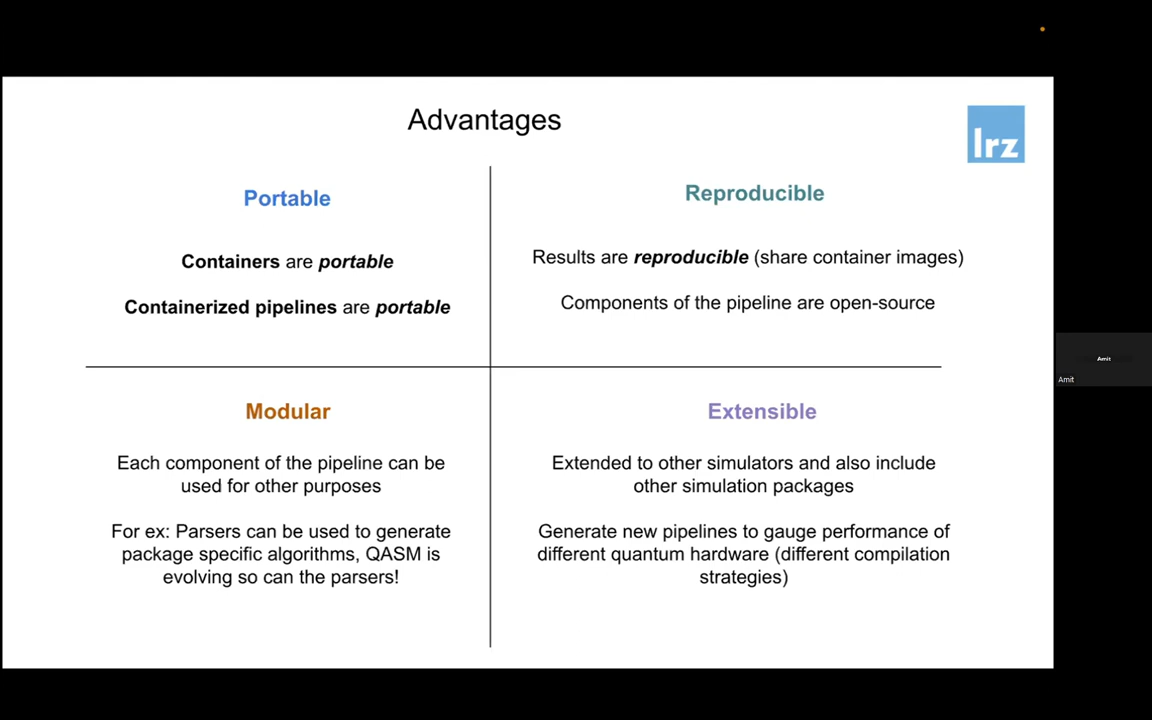 Advantages
lrz
Portable
Containers are portable
Containerized pipelines are portable
Reproducible
Results are reproducible (share container images)
Components of the pipeline are open-source
Modular
Each component of the pipeline can be
used for other purposes
For ex: Parsers can be used to generate
package specific algorithms, QASM is
evolving so can the parsers!
Extensible
Extended to other simulators and also include
other simulation packages
Generate new pipelines to gauge performance of
different quantum hardware (different compilation
strategies)
Amit
Amit